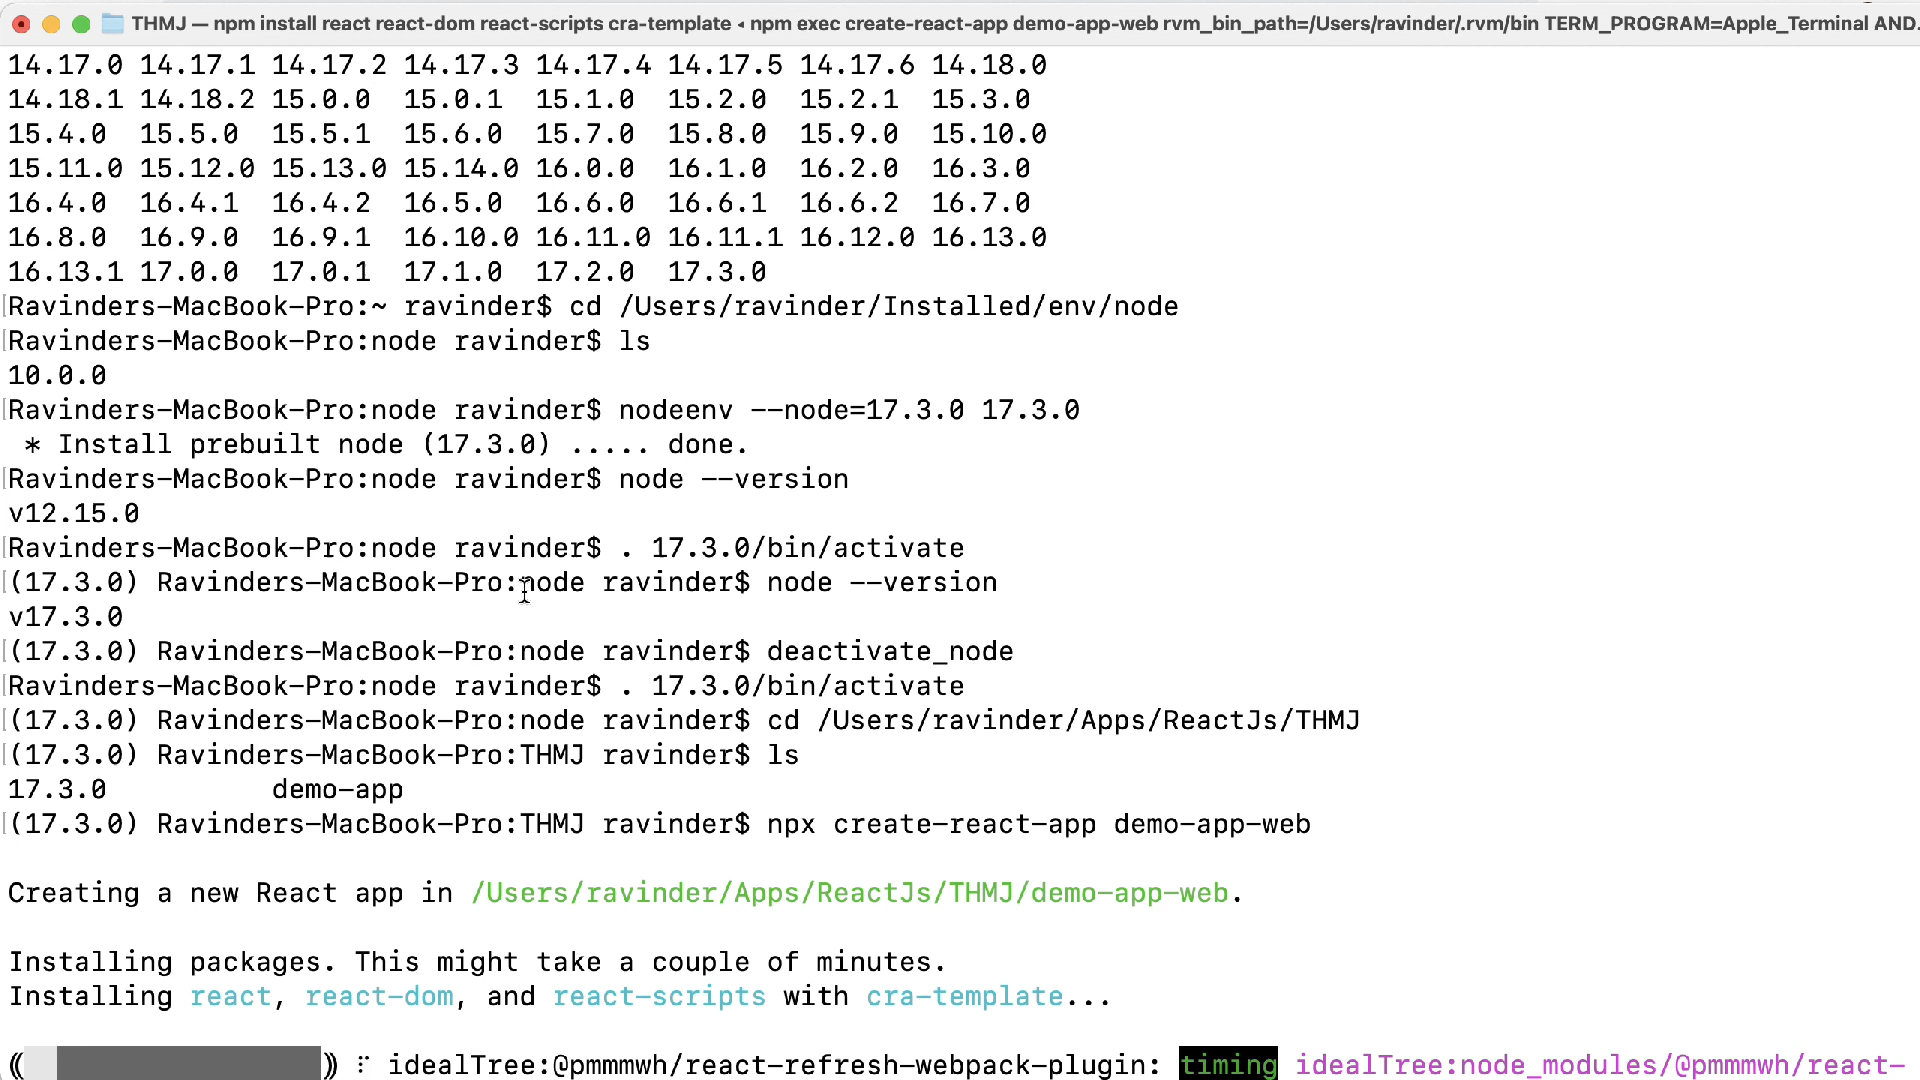 THMJ — npm install react react-dom react-scripts cra-template ◂ npm exec create-react-app demo-app-web rvm_bin_path=/Users/ravinder/.rvm/bin TERM_PROGRAM=Apple_Terminal AND...
14.17.0 14.17.1 14.17.2 14.17.3 14.17.4 14.17.5 14.17.6 14.18.0
14.18.1 14.18.2 15.0.0 15.0.1 15.1.0 15.2.0 15.2.1 15.3.0
15.4.0 15.5.0 15.5.1 15.6.0 15.7.0 15.8.0 15.9.0 15.10.0
15.11.0 15.12.0 15.13.0 15.14.0 16.0.0 16.1.0 16.2.0 16.3.0
16.4.0 16.4.1 16.4.2 16.5.0 16.6.0 16.6.1 16.6.2 16.7.0
16.8.0 16.9.0 16.9.1 16.10.0 16.11.0 16.11.1 16.12.0 16.13.0
16.13.1 17.0.0 17.0.1 17.1.0 17.2.0 17.3.0
[Ravinders-MacBook-Pro:~ ravinder$ cd /Users/ravinder/Installed/env/node
[Ravinders-MacBook-Pro:node ravinder$ ls
10.0.0
[Ravinders-MacBook-Pro:node ravinder$ nodeenv --node=17.3.0 17.3.0
* Install prebuilt node (17.3.0) ..... done.
[Ravinders-MacBook-Pro:node ravinder$ node --version
v12.15.0
[Ravinders-MacBook-Pro:node ravinder$ . 17.3.0/bin/activate
[(17.3.0) Ravinders-MacBook-Pro:node ravinder$ node --version
v17.3.0
[(17.3.0) Ravinders-MacBook-Pro:node ravinder$ deactivate_node
[Ravinders-MacBook-Pro:node ravinder$ . 17.3.0/bin/activate
[(17.3.0) Ravinders-MacBook-Pro:node ravinder$ cd /Users/ravinder/Apps/ReactJs/THMJ
[(17.3.0) Ravinders-MacBook-Pro:THMJ ravinder$ ls
17.3.0 demo-app
[(17.3.0) Ravinders-MacBook-Pro:THMJ ravinder$ npx create-react-app demo-app-web
Creating a new React app in /Users/ravinder/Apps/ReactJs/THMJ/demo-app-web.
Installing packages. This might take a couple of minutes.
Installing react, react-dom, and react-scripts with cra-template...
⸨ ⸩ ⠋ idealTree:@pmmmwh/react-refresh-webpack-plugin: timing idealTree:node_modules/@pmmmwh/react-